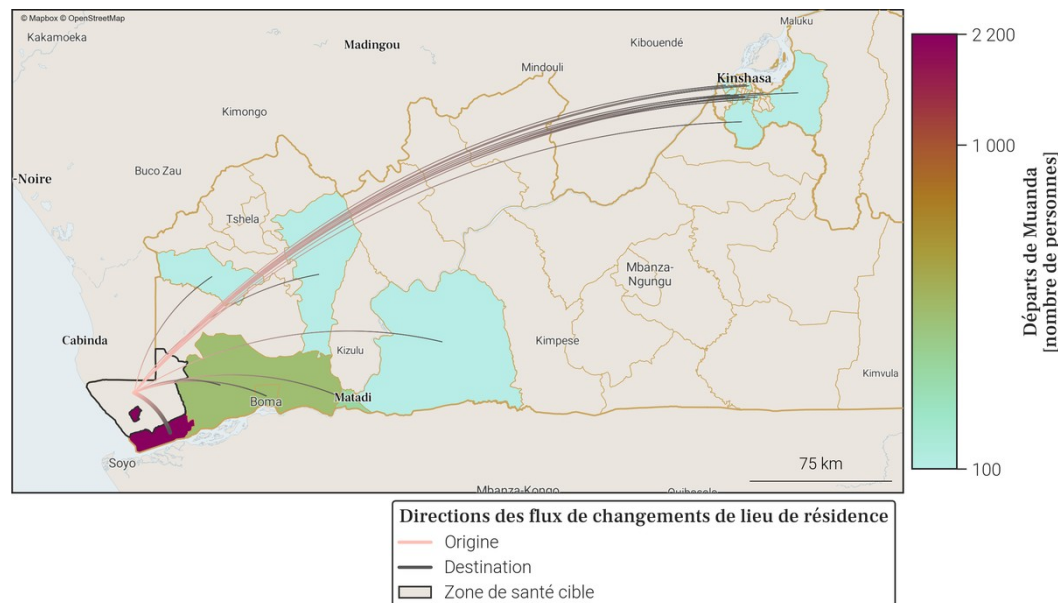 © Mapbox © OpenStreetMap
Maluku
Kakamoeka
Madingou
Kibouendé
Mindouli
Kinshasa
Kimongo
Buco Zau
-Noire
Tshela
Mbanza-
Ngungu
Cabinda
Kizulu
Kimpese
Kimvula
Boma
Matadi
Soyo
75 km
Mbanza-Kongo
2 200
1 000
100
Départs de Muanda
[nombre de personnes]
Directions des flux de changements de lieu de résidence
Origine
Destination
Zone de santé cible